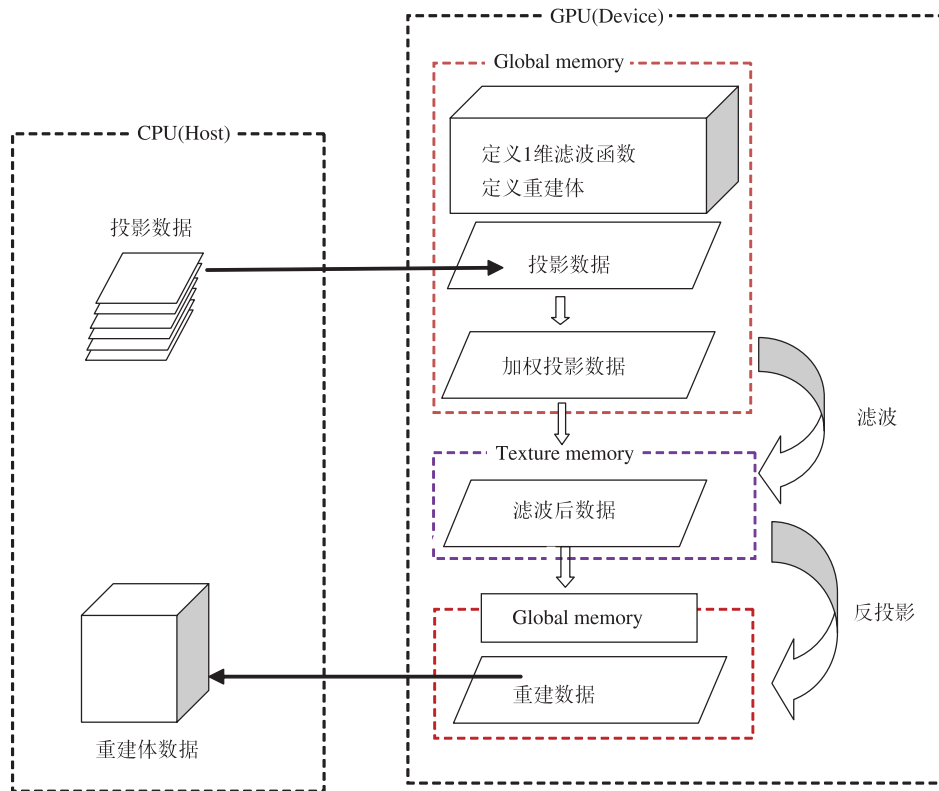 GPU(Device)
Global memory
定义1维滤波函数
定义重建体
CPU(Host)
投影数据
投影数据
加权投影数据
滤波
Texture memory
滤波后数据
反投影
Global memory
重建数据
重建体数据